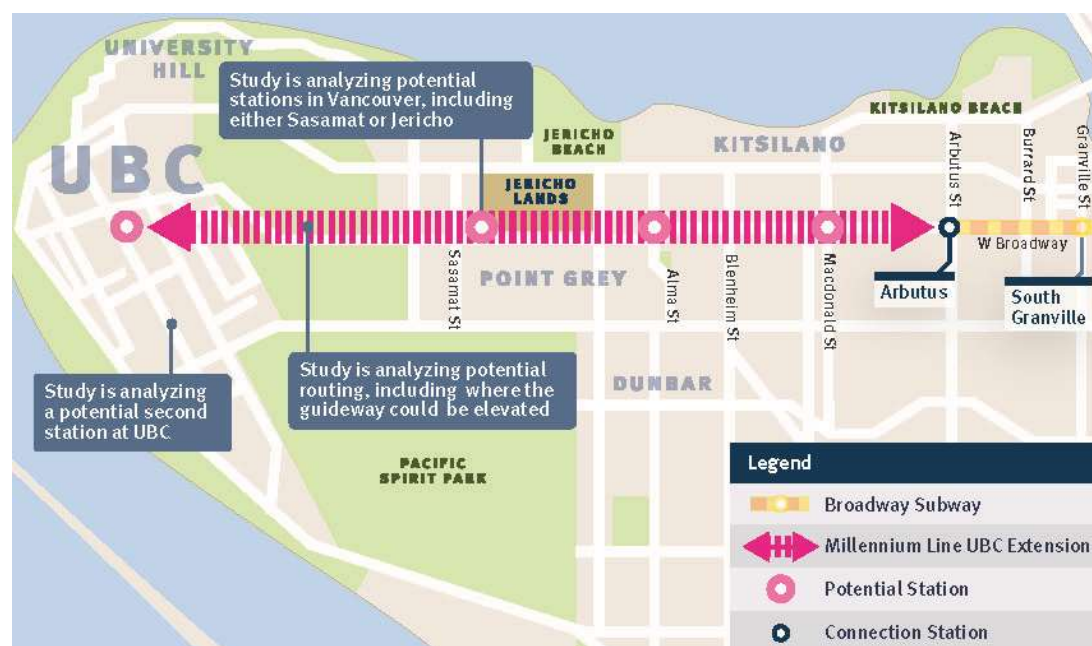 UNIVERSITY
HILL
Study is analyzing potential
stations in Vancouver, including
either Sasamat or Jericho
KITSILANO BEACH
JERICHO
BEACH
KITSILANO
Arbutus St
Burrard St
Granville St
UBC
JERICHO
LANDS
W Broadway
Sasamat St
POINT GREY
Alma St
Blenheim St
Macdonald St
Arbutus
South
Granville
Study is analyzing
a potential second
station at UBC
Study is analyzing potential
routing, including where the
guideway could be elevated
DUNBAR
PACIFIC
SPIRIT PARK
Legend
Broadway Subway
Millennium Line UBC Extension
Potential Station
Connection Station